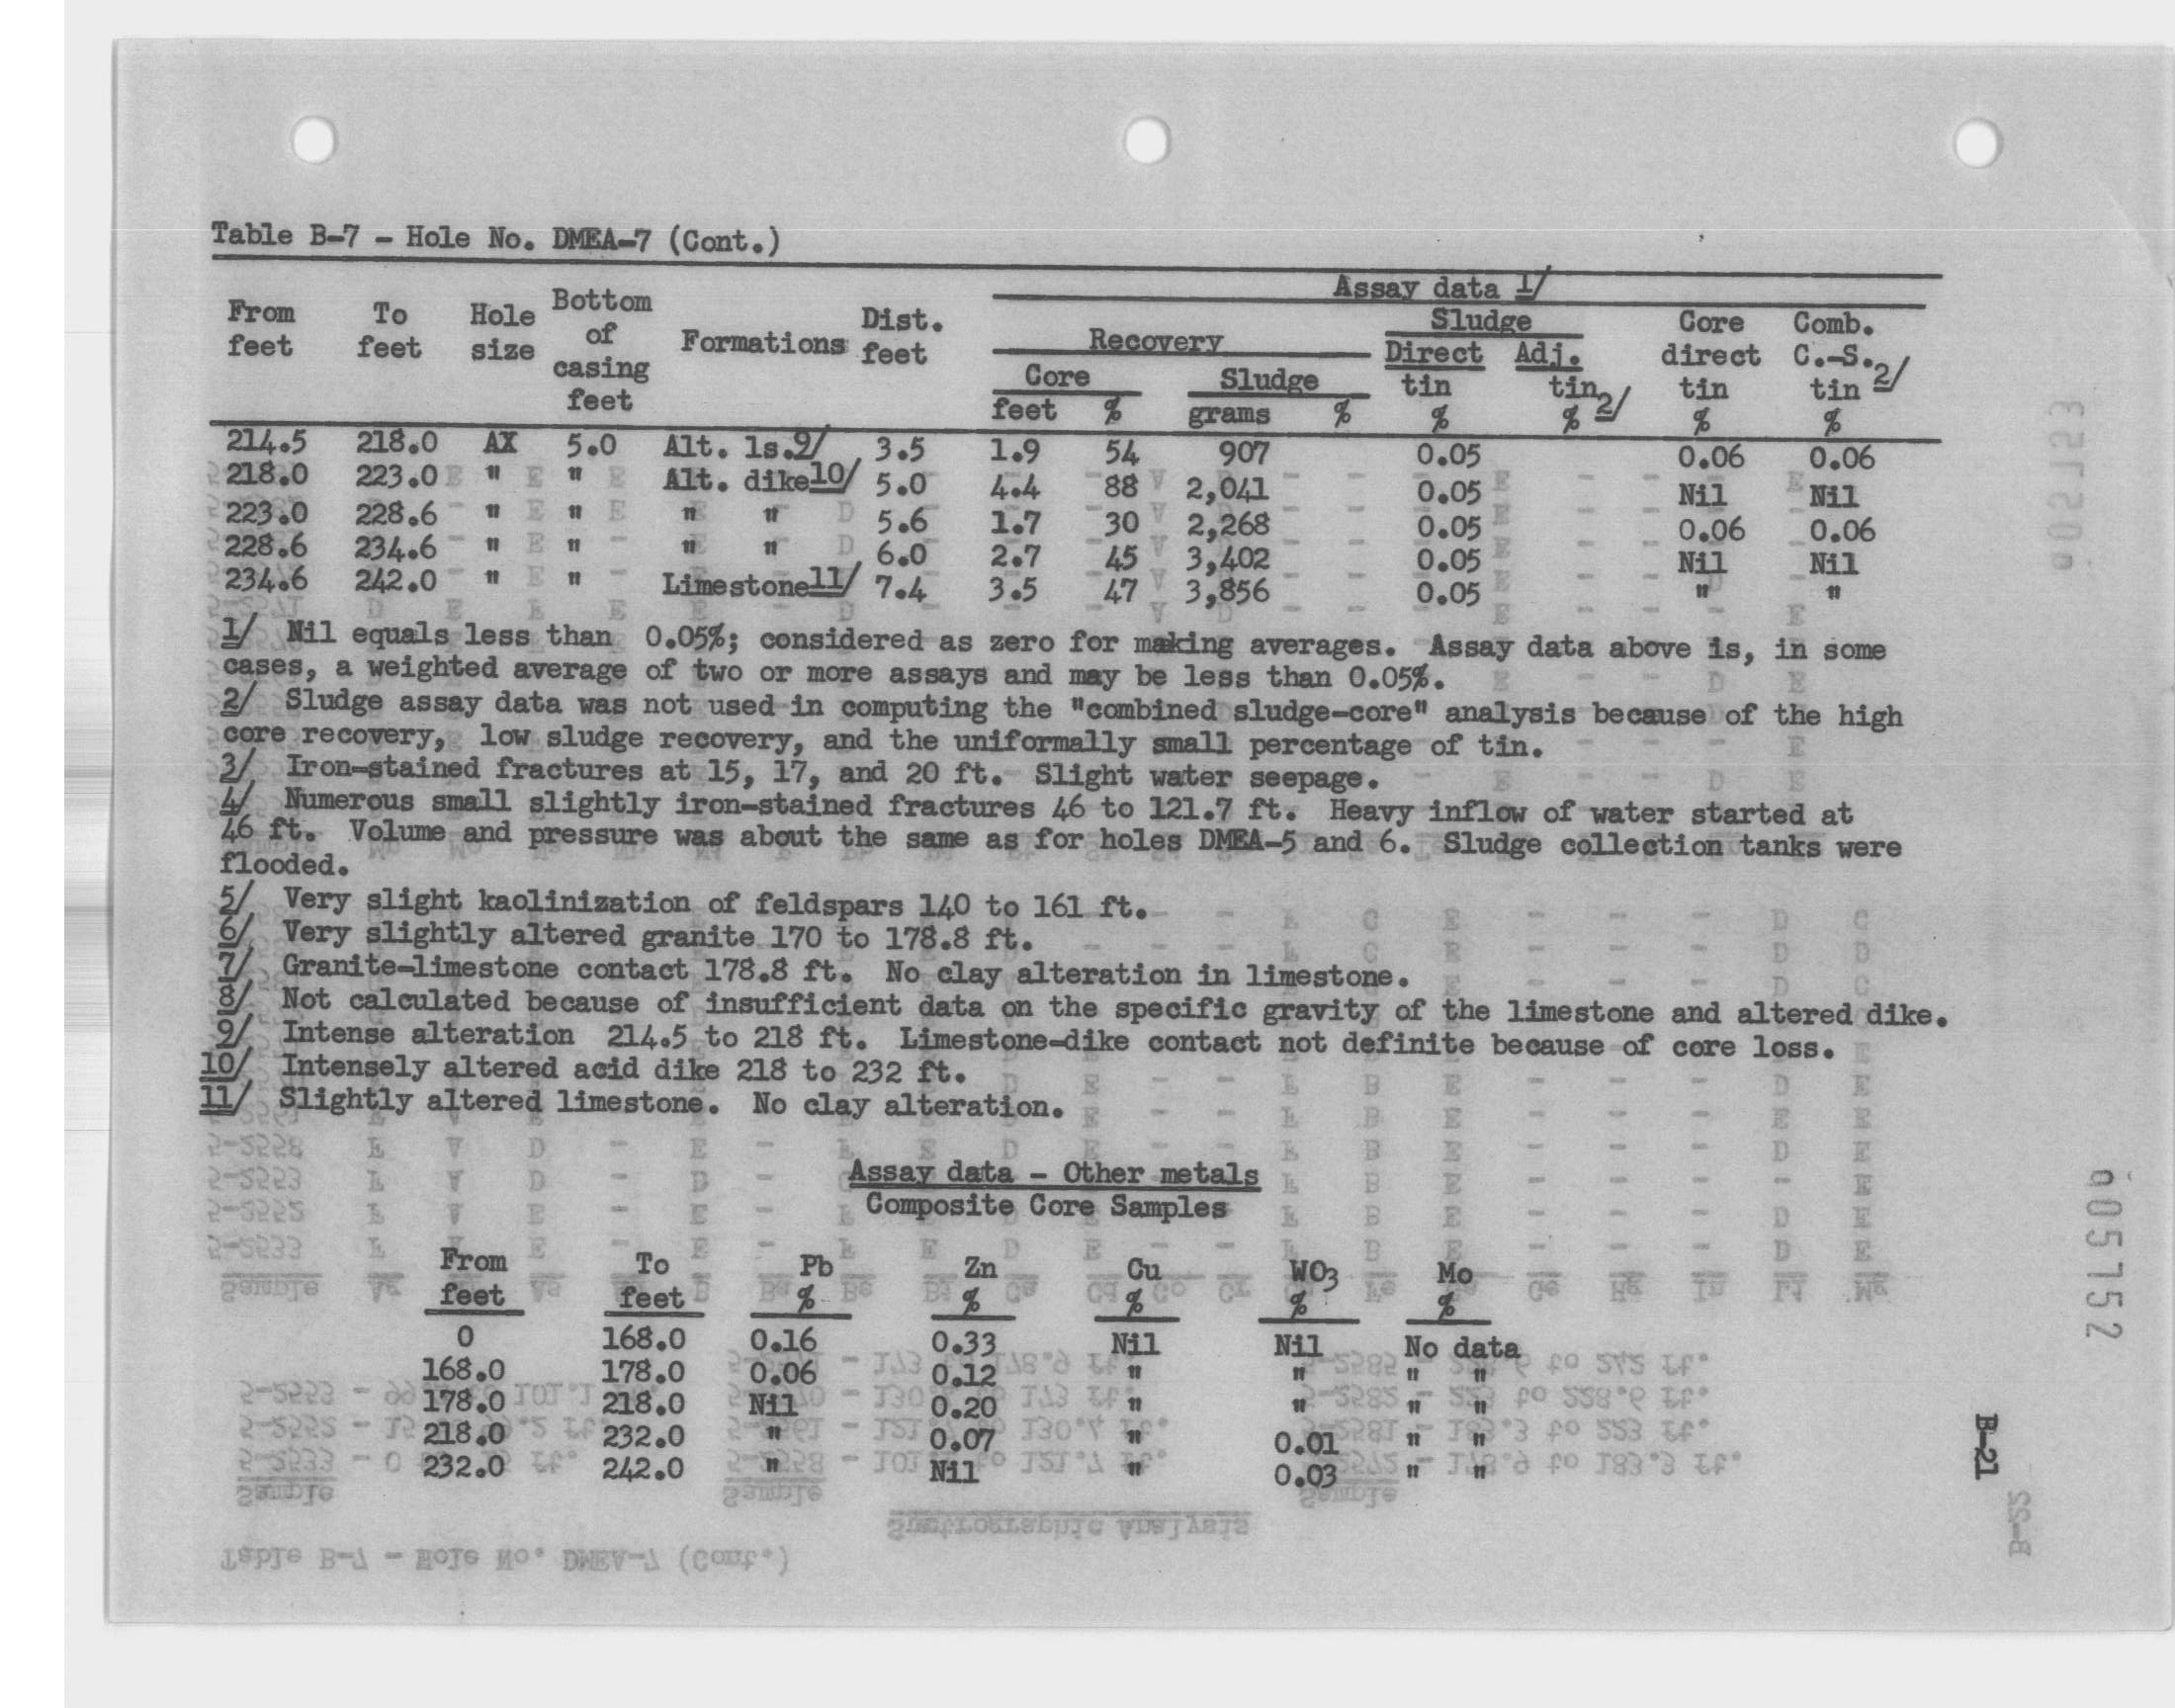 Table B-7 - Hole No. DMEA-7 (Cont.)
Assay data 1/
From feet To feet Hole size Bottom of casing feet Formations Dist. feet Recovery Core feet % Sludge grams % Sludge Direct tin % Adj. tin % 2/ Core direct tin % Comb. C.-S. tin 2/ %
214.5 218.0 AX 5.0 Alt. ls.9/ 3.5 1.9 54 907 0.05 0.06 0.06
218.0 223.0 " " Alt. dike10/ 5.0 4.4 88 2,041 - - 0.05 - - Nil Nil
223.0 228.6 " " " " 5.6 1.7 30 2,268 0.05 0.06 0.06
228.6 234.6 " " " " 6.0 2.7 45 3,402 0.05 Nil Nil
234.6 242.0 " " Limestone11/ 7.4 3.5 47 3,856 0.05 " "
1/ Nil equals less than 0.05%; considered as zero for making averages. Assay data above is, in some
cases, a weighted average of two or more assays and may be less than 0.05%.
2/ Sludge assay data was not used in computing the "combined sludge-core" analysis because of the high
core recovery, low sludge recovery, and the uniformally small percentage of tin.
3/ Iron-stained fractures at 15, 17, and 20 ft. Slight water seepage.
4/ Numerous small slightly iron-stained fractures 46 to 121.7 ft. Heavy inflow of water started at
46 ft. Volume and pressure was about the same as for holes DMEA-5 and 6. Sludge collection tanks were
flooded.
5/ Very slight kaolinization of feldspars 140 to 161 ft.
6/ Very slightly altered granite 170 to 178.8 ft.
7/ Granite-limestone contact 178.8 ft. No clay alteration in limestone.
8/ Not calculated because of insufficient data on the specific gravity of the limestone and altered dike.
9/ Intense alteration 214.5 to 218 ft. Limestone-dike contact not definite because of core loss.
10/ Intensely altered acid dike 218 to 232 ft.
11/ Slightly altered limestone. No clay alteration.
Assay data - Other metals
Composite Core Samples
From feet To feet Pb % Zn % Cu % WO3 % Mo %
0 168.0 0.16 0.33 Nil Nil No data
168.0 178.0 0.06 0.12 " " " "
178.0 218.0 Nil 0.20 " " " "
218.0 232.0 " 0.07 " 0.01 " "
232.0 242.0 " Nil " 0.03 " "
B-21